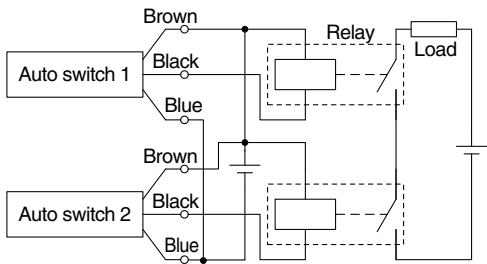 Brown
Relay
Load
Auto switch 1
Black
Blue
Brown
Auto switch 2
Black
Blue